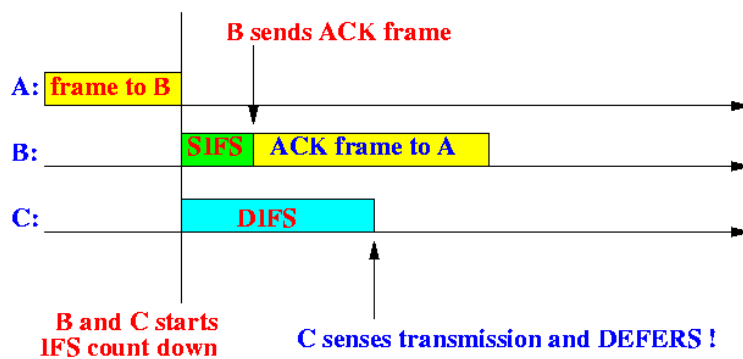 B sends ACK frame
A: frame to B
B: SIFS ACK frame to A
C: DIFS
B and C starts
IFS count down
C senses transmission and DEFERS !